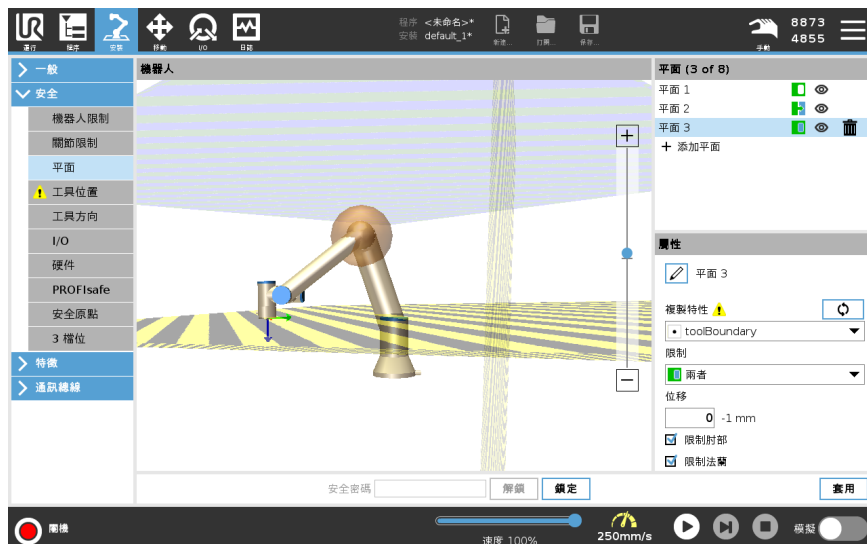 UR
運行
程序
安裝
移動
I/O
日誌
程序 <未命名>*
安裝 default_1*
新建...
打開...
保存...
手動
8873
4855
一般
安全
機器人限制
關節限制
平面
工具位置
工具方向
I/O
硬件
PROFIsafe
安全原點
3 檔位
特徵
通訊總線
機器人
平面 (3 of 8)
平面 1
平面 2
平面 3
添加平面
屬性
平面 3
複製特性
toolBoundary
限制
兩者
位移
0 -1 mm
限制肘部
限制法蘭
安全密碼
解鎖
鎖定
套用
關機
速度 100%
250mm/s
模擬